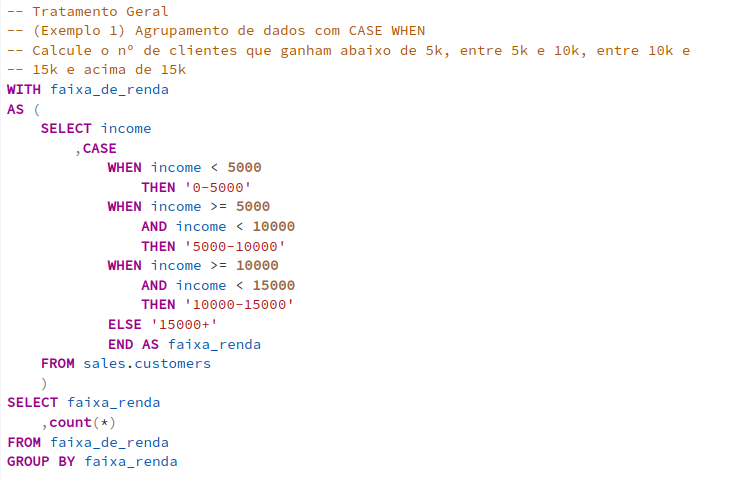 -- Tratamento Geral
-- (Exemplo 1) Agrupamento de dados com CASE WHEN
-- Calcule o nº de clientes que ganham abaixo de 5k, entre 5k e 10k, entre 10k e
-- 15k e acima de 15k
WITH faixa_de_renda
AS (
    SELECT income
        ,CASE
            WHEN income < 5000
                THEN '0-5000'
            WHEN income >= 5000
                AND income < 10000
                THEN '5000-10000'
            WHEN income >= 10000
                AND income < 15000
                THEN '10000-15000'
            ELSE '15000+'
            END AS faixa_renda
    FROM sales.customers
    )
SELECT faixa_renda
    ,count(*)
FROM faixa_de_renda
GROUP BY faixa_renda